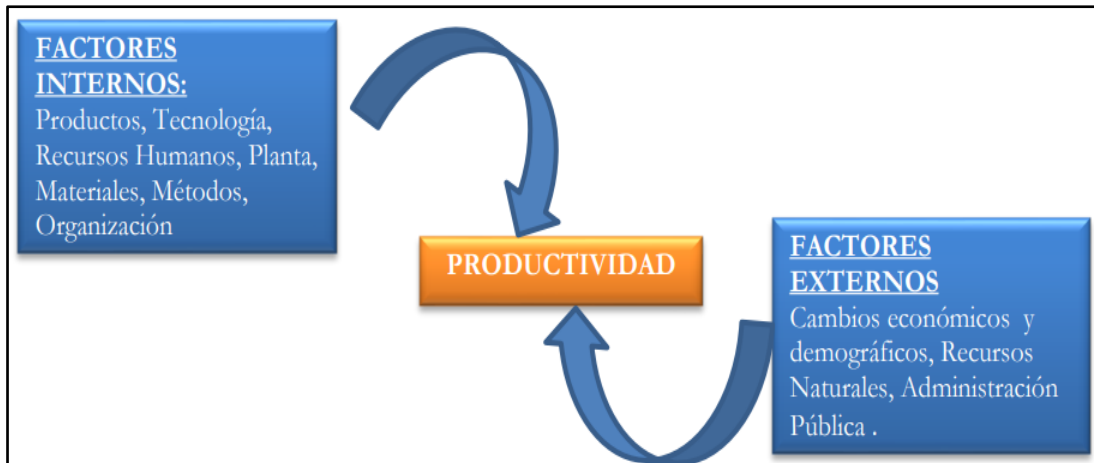 FACTORES
INTERNOS:
Productos, Tecnología,
Recursos Humanos, Planta,
Materiales, Métodos,
Organización
PRODUCTIVIDAD
FACTORES
EXTERNOS
Cambios económicos y
demográficos, Recursos
Naturales, Administración
Pública .